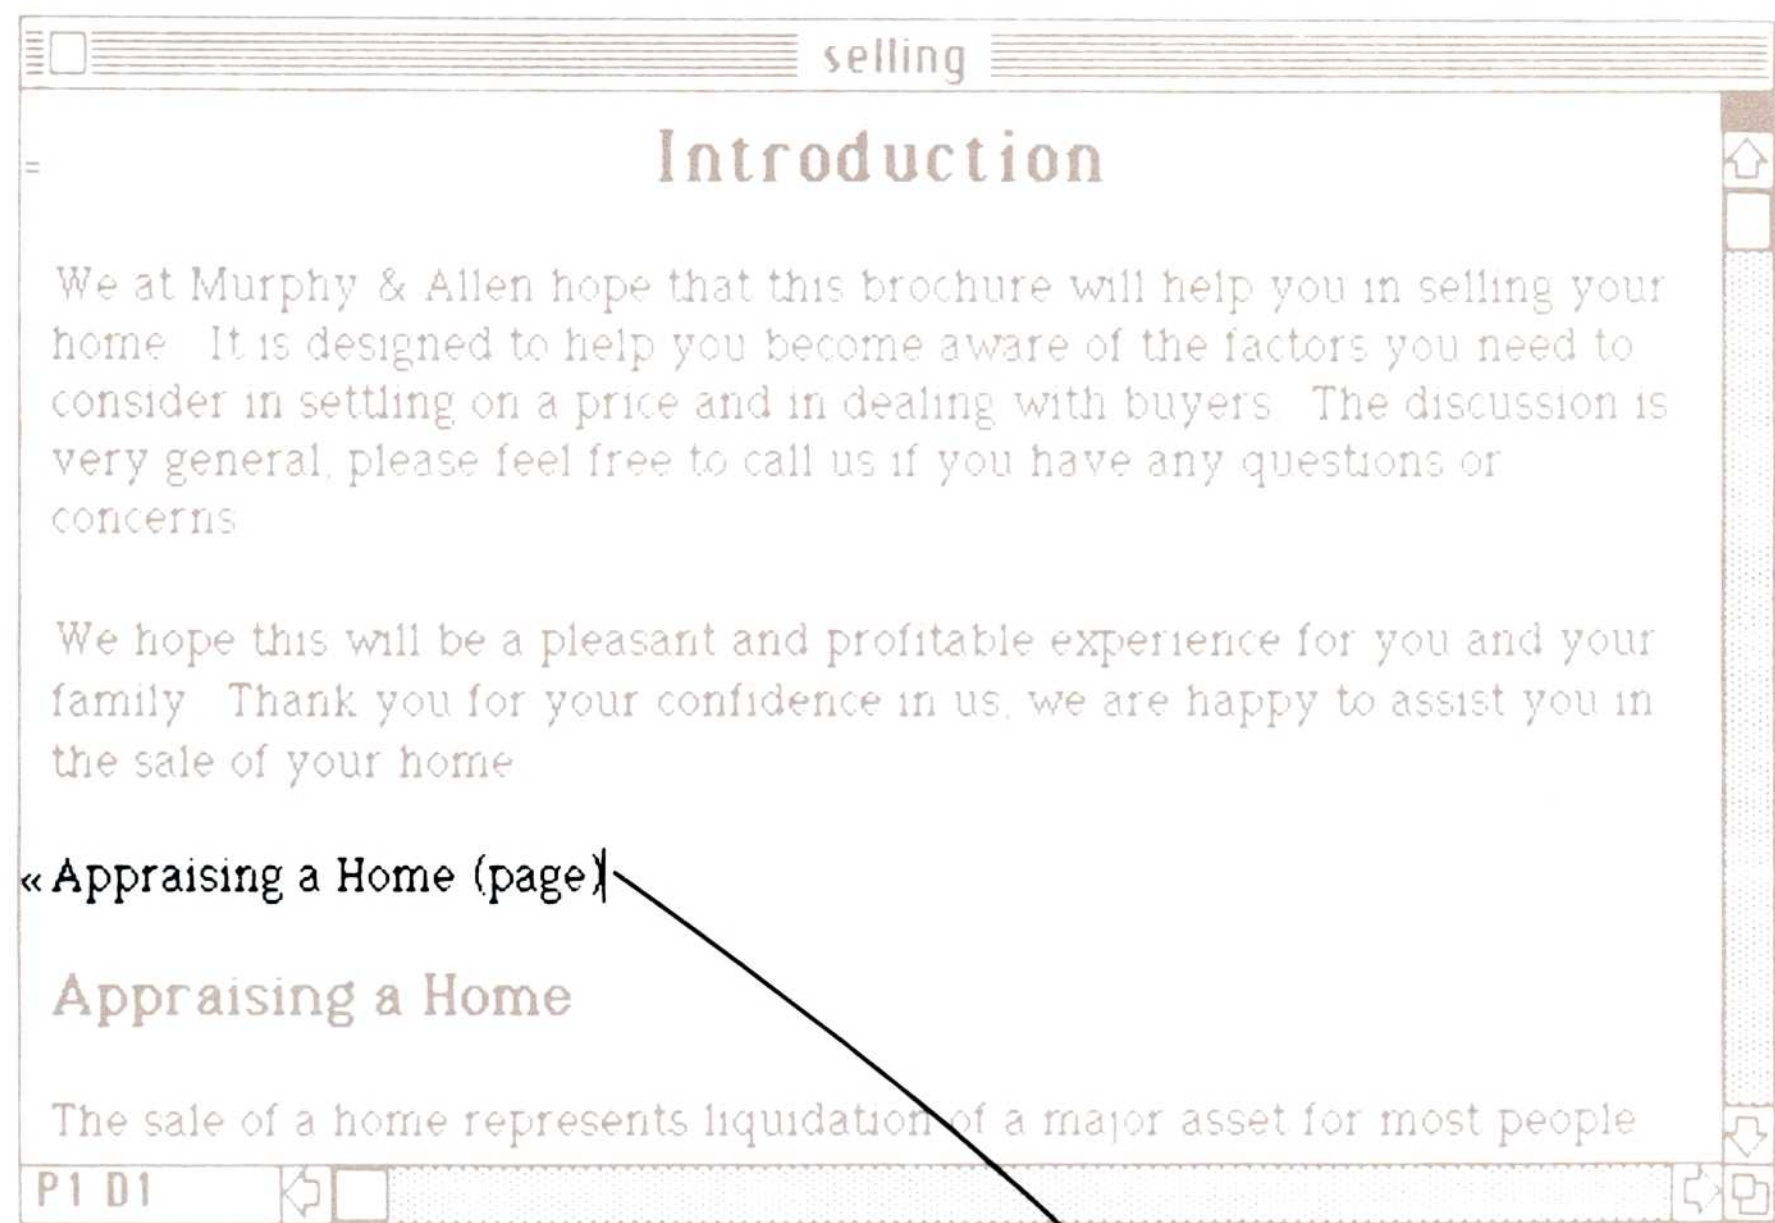 selling
Introduction
=
We at Murphy & Allen hope that this brochure will help you in selling your
home It is designed to help you become aware of the factors you need to
consider in settling on a price and in dealing with buyers The discussion is
very general, please feel free to call us if you have any questions or
concerns
We hope this will be a pleasant and profitable experience for you and your
family Thank you for your confidence in us, we are happy to assist you in
the sale of your home
« Appraising a Home (page)
Appraising a Home
The sale of a home represents liquidation of a major asset for most people
P1 D1